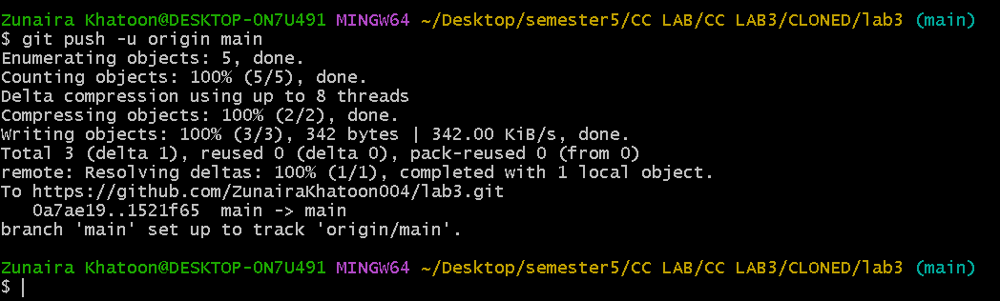 Zunaira Khatoon@DESKTOP-ON7U491 MINGW64 ~/Desktop/semester5/CC LAB/CC LAB3/CLONED/lab3 (main)
$ git push -u origin main
Enumerating objects: 5, done.
Counting objects: 100% (5/5), done.
Delta compression using up to 8 threads
Compressing objects: 100% (2/2), done.
Writing objects: 100% (3/3), 342 bytes | 342.00 KiB/s, done.
Total 3 (delta 1), reused 0 (delta 0), pack-reused 0 (from 0)
remote: Resolving deltas: 100% (1/1), completed with 1 local object.
To https://github.com/ZunairaKhatoon004/lab3.git
   0a7ae19..1521f65  main -> main
branch 'main' set up to track 'origin/main'.
Zunaira Khatoon@DESKTOP-ON7U491 MINGW64 ~/Desktop/semester5/CC LAB/CC LAB3/CLONED/lab3 (main)
$